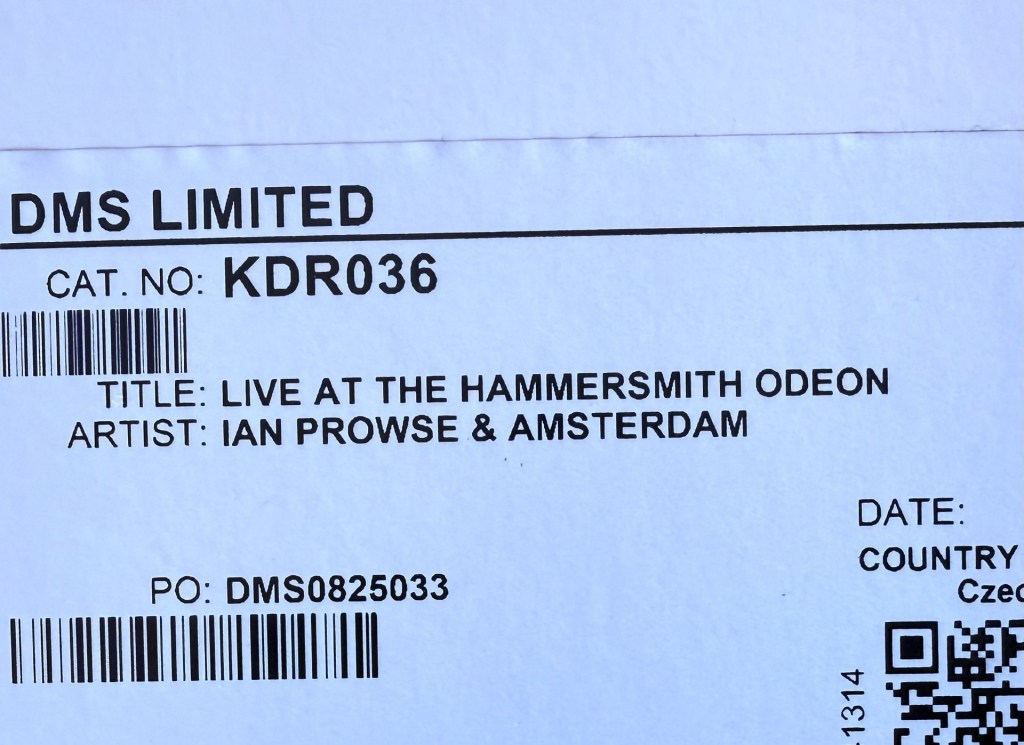 DMS LIMITED
CAT. NO: KDR036
TITLE: LIVE AT THE HAMMERSMITH ODEON
ARTIST: IAN PROWSE & AMSTERDAM
DATE:
COUNTRY
PO: DMS0825033
1314